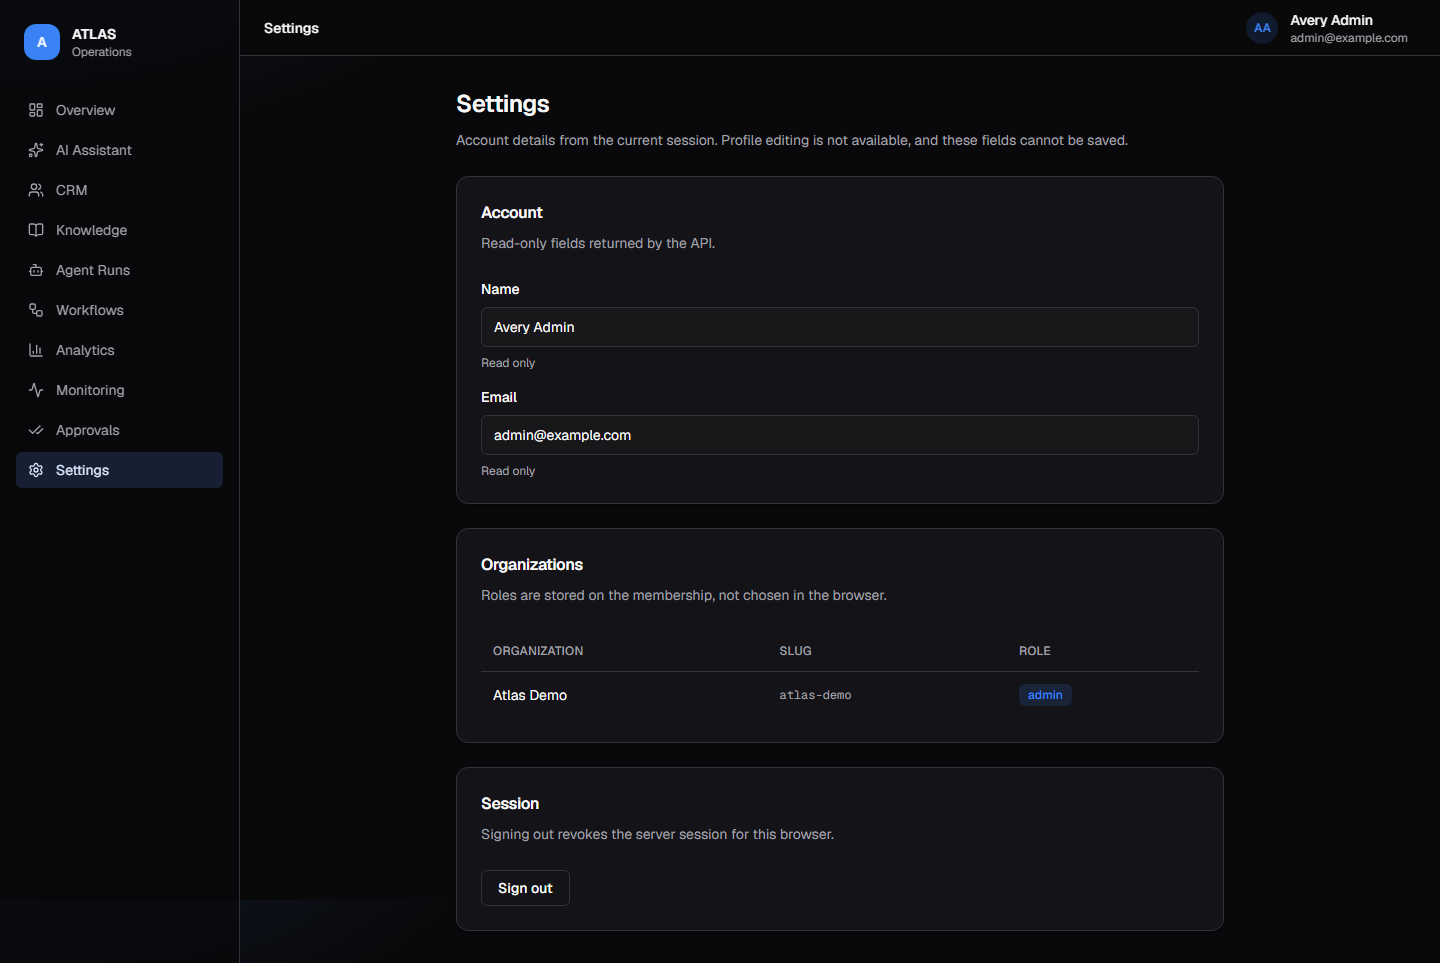 A
ATLAS
Operations
Overview
AI Assistant
CRM
Knowledge
Agent Runs
Workflows
Analytics
Monitoring
Approvals
Settings
Settings
AA
Avery Admin
admin@example.com
Settings
Account details from the current session. Profile editing is not available, and these fields cannot be saved.
Account
Read-only fields returned by the API.
Name
Avery Admin
Read only
Email
admin@example.com
Read only
Organizations
Roles are stored on the membership, not chosen in the browser.
ORGANIZATION SLUG ROLE
Atlas Demo atlas-demo admin
Session
Signing out revokes the server session for this browser.
Sign out